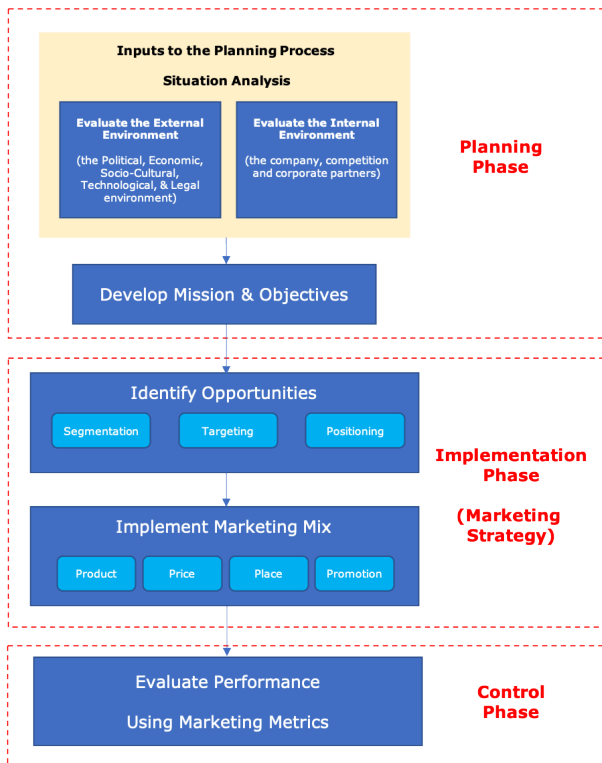 Inputs to the Planning Process
Situation Analysis
Evaluate the External
Environment
(the Political, Economic,
Socio-Cultural,
Technological, & Legal
environment)
Evaluate the Internal
Environment
(the company, competition
and corporate partners)
Planning
Phase
Develop Mission & Objectives
Identify Opportunities
Segmentation
Targeting
Positioning
Implementation
Phase
(Marketing
Strategy)
Implement Marketing Mix
Product
Price
Place
Promotion
Evaluate Performance
Using Marketing Metrics
Control
Phase